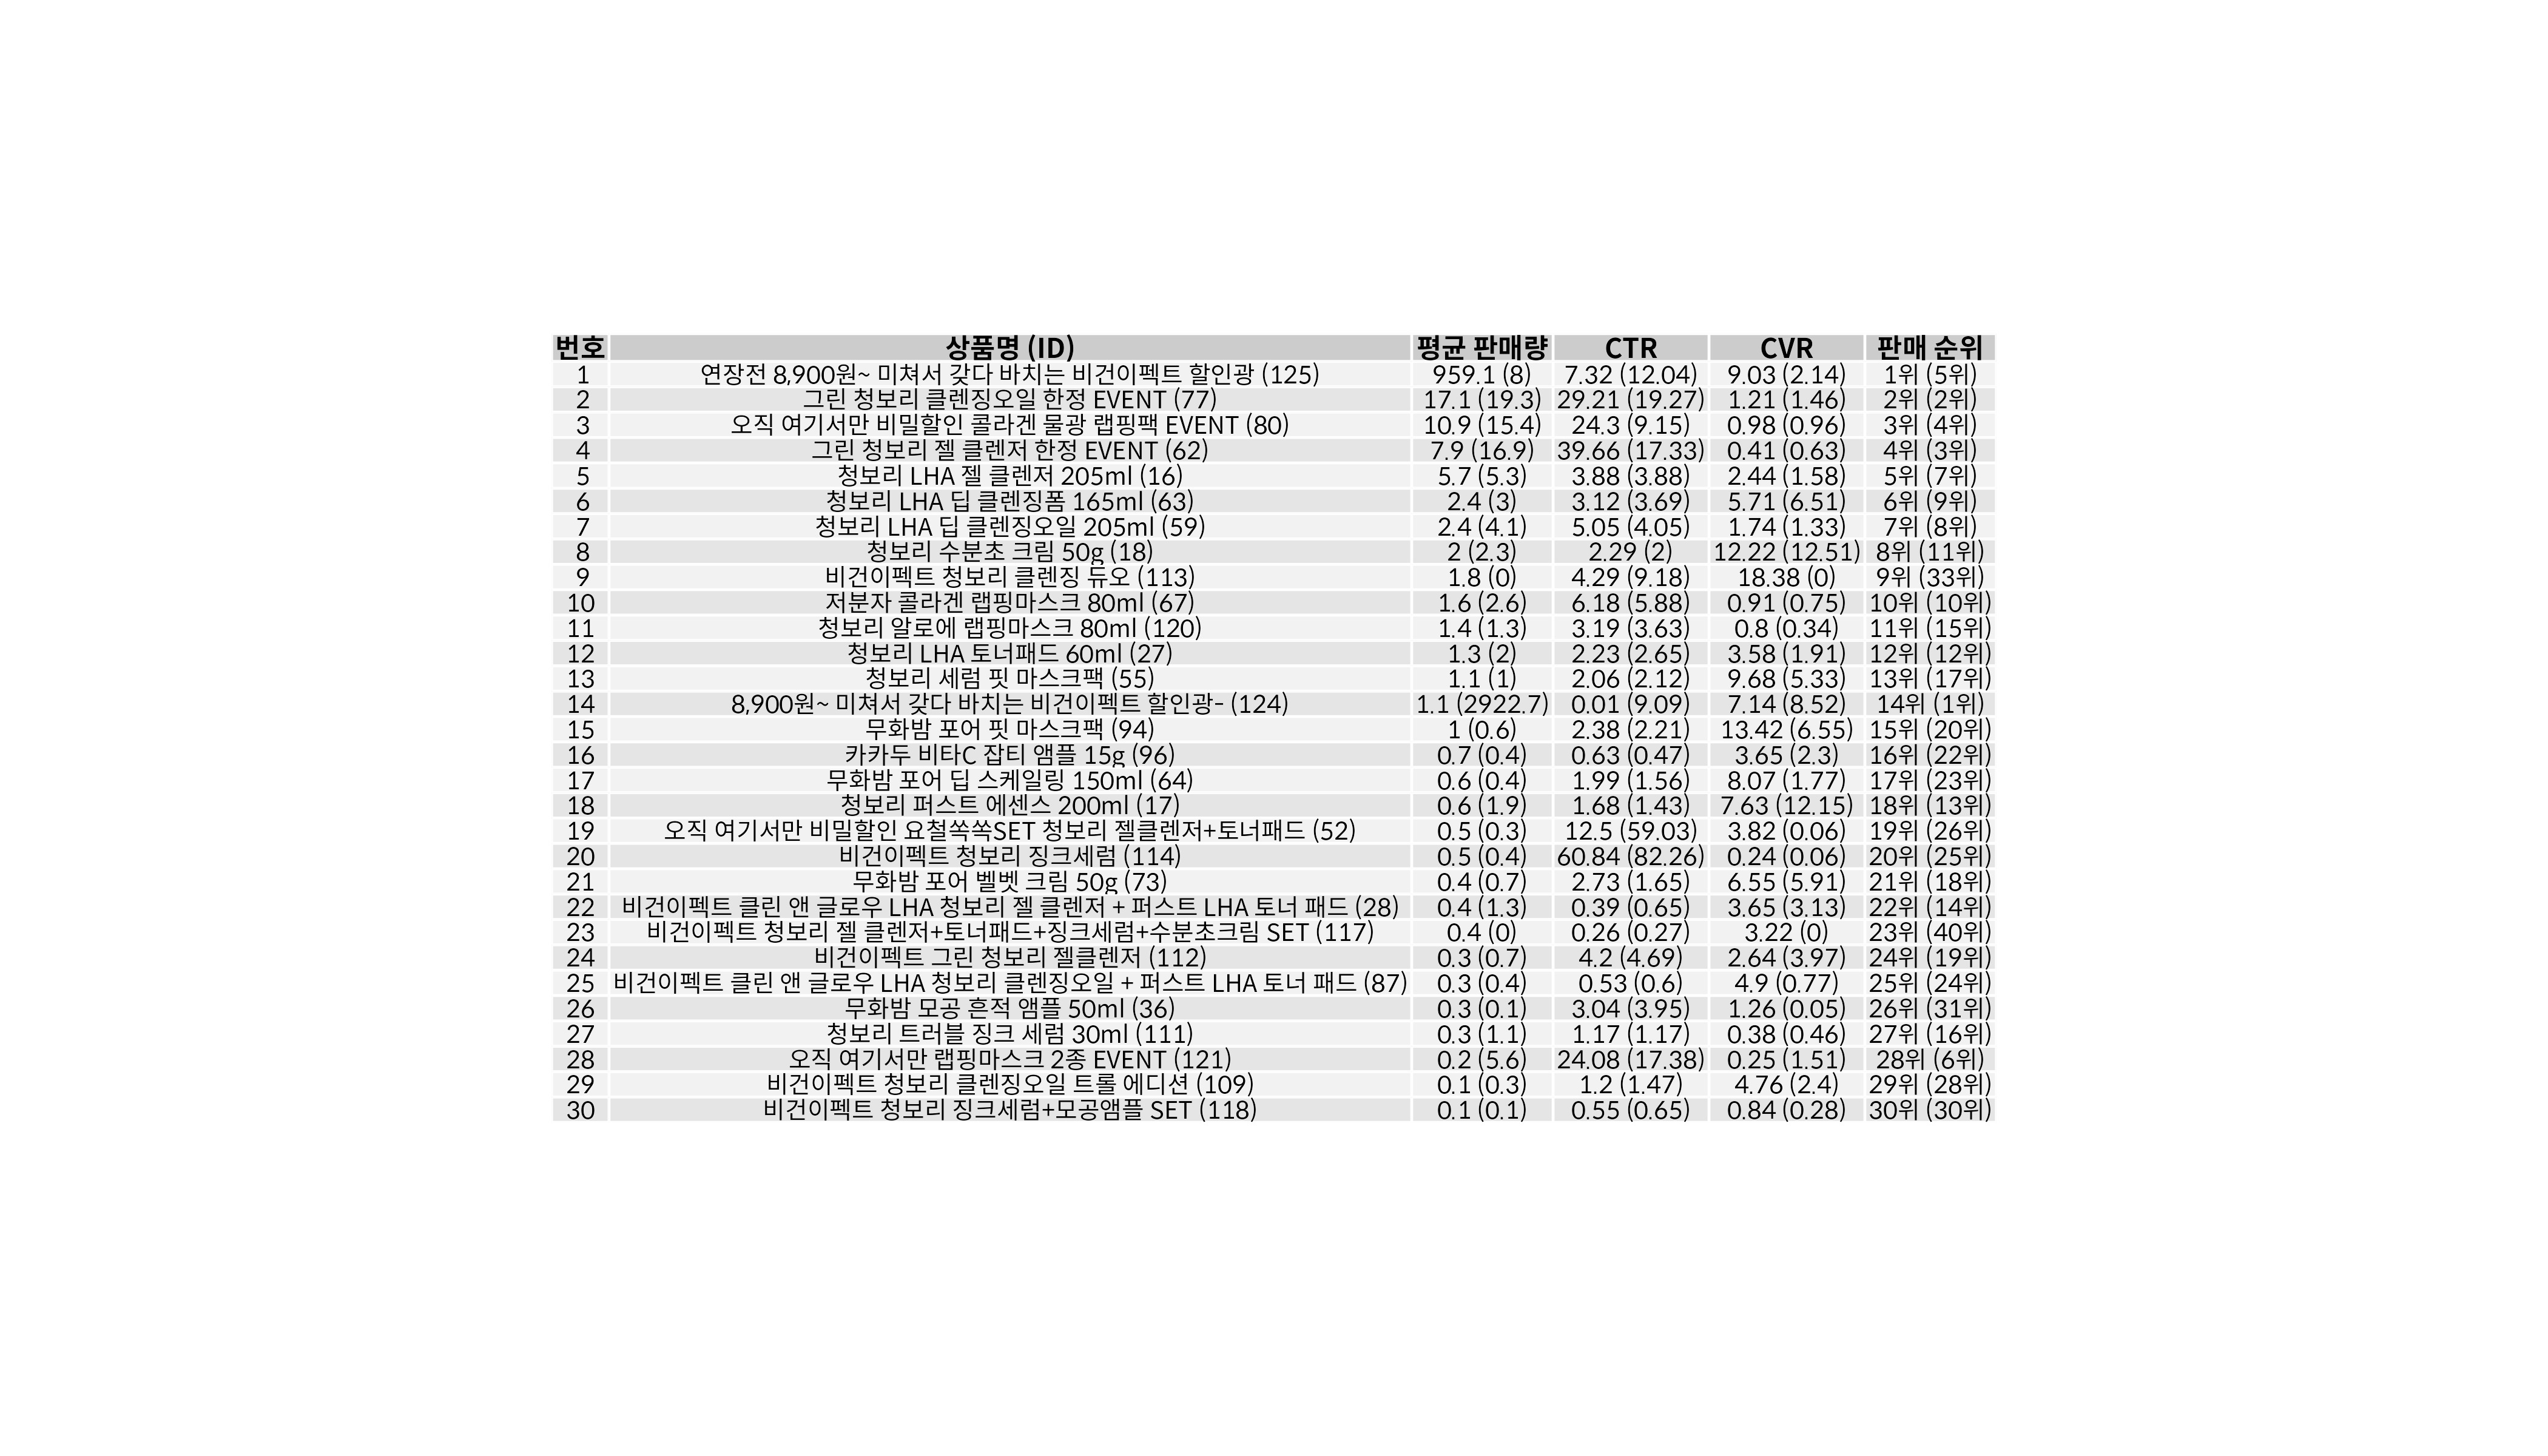 번호 상품명 (ID) 평균 판매량 CTR CVR 판매 순위
1 연장전 8,900원~ 미쳐서 갖다 바치는 비건이펙트 할인광 (125) 959.1 (8) 7.32 (12.04) 9.03 (2.14) 1위 (5위)
2 그린 청보리 클렌징오일 한정 EVENT (77) 17.1 (19.3) 29.21 (19.27) 1.21 (1.46) 2위 (2위)
3 오직 여기서만 비밀할인 콜라겐 물광 랩핑팩 EVENT (80) 10.9 (15.4) 24.3 (9.15) 0.98 (0.96) 3위 (4위)
4 그린 청보리 젤 클렌저 한정 EVENT (62) 7.9 (16.9) 39.66 (17.33) 0.41 (0.63) 4위 (3위)
5 청보리 LHA 젤 클렌저 205ml (16) 5.7 (5.3) 3.88 (3.88) 2.44 (1.58) 5위 (7위)
6 청보리 LHA 딥 클렌징폼 165ml (63) 2.4 (3) 3.12 (3.69) 5.71 (6.51) 6위 (9위)
7 청보리 LHA 딥 클렌징오일 205ml (59) 2.4 (4.1) 5.05 (4.05) 1.74 (1.33) 7위 (8위)
8 청보리 수분초 크림 50g (18) 2 (2.3) 2.29 (2) 12.22 (12.51) 8위 (11위)
9 비건이펙트 청보리 클렌징 듀오 (113) 1.8 (0) 4.29 (9.18) 18.38 (0) 9위 (33위)
10 저분자 콜라겐 랩핑마스크 80ml (67) 1.6 (2.6) 6.18 (5.88) 0.91 (0.75) 10위 (10위)
11 청보리 알로에 랩핑마스크 80ml (120) 1.4 (1.3) 3.19 (3.63) 0.8 (0.34) 11위 (15위)
12 청보리 LHA 토너패드 60ml (27) 1.3 (2) 2.23 (2.65) 3.58 (1.91) 12위 (12위)
13 청보리 세럼 핏 마스크팩 (55) 1.1 (1) 2.06 (2.12) 9.68 (5.33) 13위 (17위)
14 8,900원~ 미쳐서 갖다 바치는 비건이펙트 할인광- (124) 1.1 (2922.7) 0.01 (9.09) 7.14 (8.52) 14위 (1위)
15 무화밤 포어 핏 마스크팩 (94) 1 (0.6) 2.38 (2.21) 13.42 (6.55) 15위 (20위)
16 카카두 비타C 잡티 앰플 15g (96) 0.7 (0.4) 0.63 (0.47) 3.65 (2.3) 16위 (22위)
17 무화밤 포어 딥 스케일링 150ml (64) 0.6 (0.4) 1.99 (1.56) 8.07 (1.77) 17위 (23위)
18 청보리 퍼스트 에센스 200ml (17) 0.6 (1.9) 1.68 (1.43) 7.63 (12.15) 18위 (13위)
19 오직 여기서만 비밀할인 요철쏙쏙SET 청보리 젤클렌저+토너패드 (52) 0.5 (0.3) 12.5 (59.03) 3.82 (0.06) 19위 (26위)
20 비건이펙트 청보리 징크세럼 (114) 0.5 (0.4) 60.84 (82.26) 0.24 (0.06) 20위 (25위)
21 무화밤 포어 벨벳 크림 50g (73) 0.4 (0.7) 2.73 (1.65) 6.55 (5.91) 21위 (18위)
22 비건이펙트 클린 앤 글로우 LHA 청보리 젤 클렌저 + 퍼스트 LHA 토너 패드 (28) 0.4 (1.3) 0.39 (0.65) 3.65 (3.13) 22위 (14위)
23 비건이펙트 청보리 젤 클렌저+토너패드+징크세럼+수분초크림 SET (117) 0.4 (0) 0.26 (0.27) 3.22 (0) 23위 (40위)
24 비건이펙트 그린 청보리 젤클렌저 (112) 0.3 (0.7) 4.2 (4.69) 2.64 (3.97) 24위 (19위)
25 비건이펙트 클린 앤 글로우 LHA 청보리 클렌징오일 + 퍼스트 LHA 토너 패드 (87) 0.3 (0.4) 0.53 (0.6) 4.9 (0.77) 25위 (24위)
26 무화밤 모공 흔적 앰플 50ml (36) 0.3 (0.1) 3.04 (3.95) 1.26 (0.05) 26위 (31위)
27 청보리 트러블 징크 세럼 30ml (111) 0.3 (1.1) 1.17 (1.17) 0.38 (0.46) 27위 (16위)
28 오직 여기서만 랩핑마스크 2종 EVENT (121) 0.2 (5.6) 24.08 (17.38) 0.25 (1.51) 28위 (6위)
29 비건이펙트 청보리 클렌징오일 트롤 에디션 (109) 0.1 (0.3) 1.2 (1.47) 4.76 (2.4) 29위 (28위)
30 비건이펙트 청보리 징크세럼+모공앰플 SET (118) 0.1 (0.1) 0.55 (0.65) 0.84 (0.28) 30위 (30위)